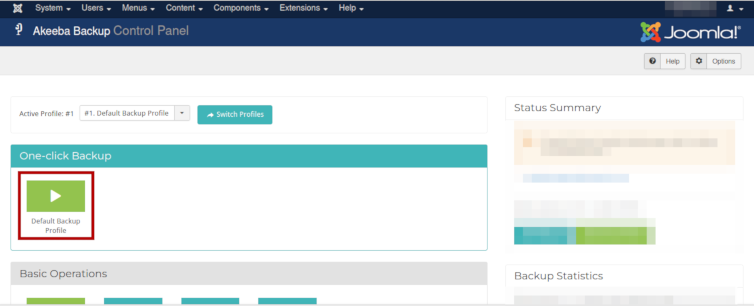 System Users Menus Content Components Extensions Help
Akeeba Backup Control Panel
Joomla!®
Help
Options
Active Profile: #1
#1. Default Backup Profile
Switch Profiles
Status Summary
One-click Backup
Default Backup
Profile
Basic Operations
Backup Statistics